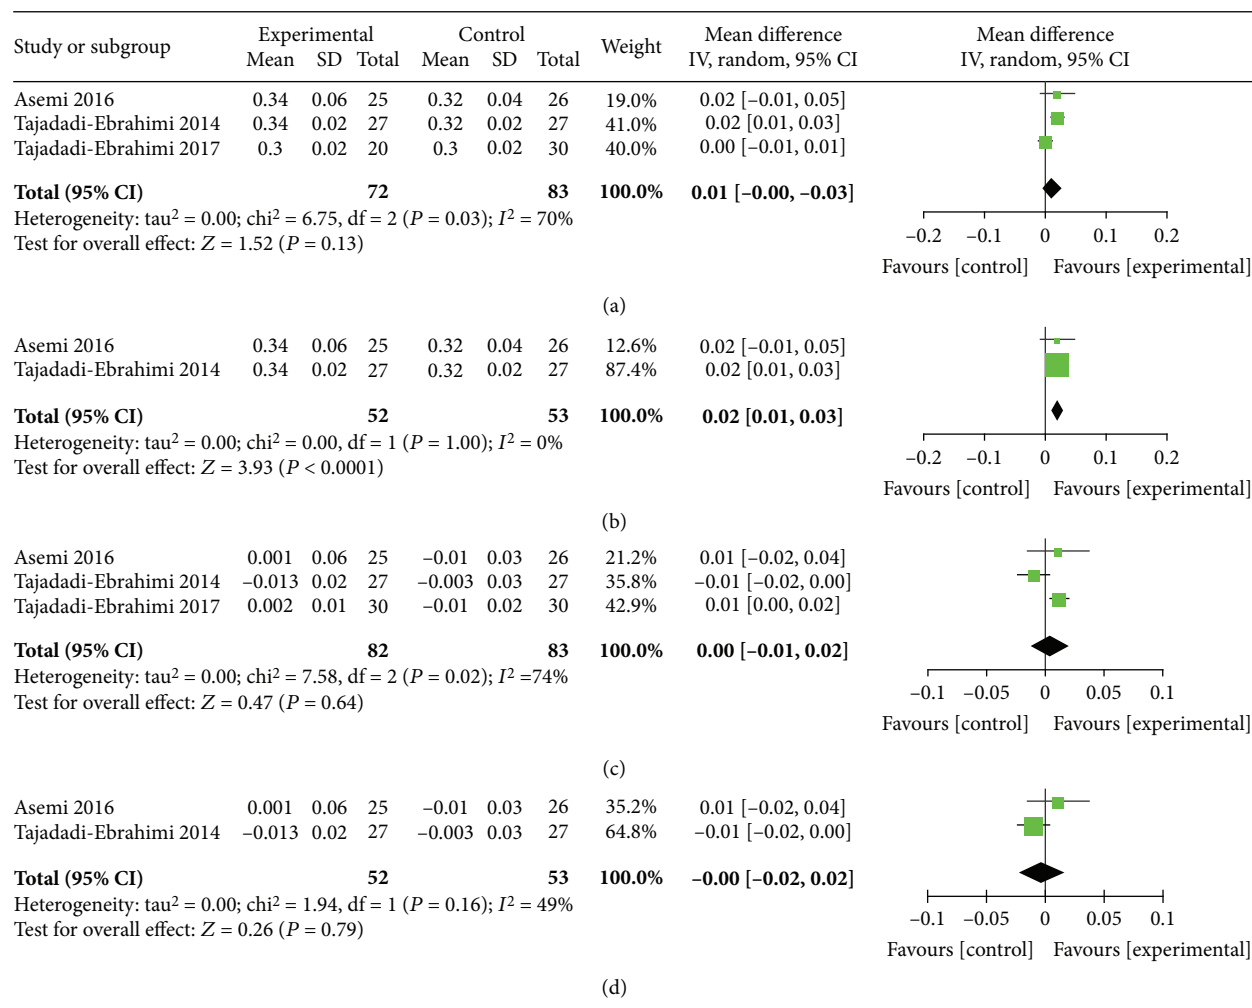 Study or subgroup Experimental Control Weight Mean difference Mean difference
Mean SD Total Mean SD Total IV, random, 95% CI IV, random, 95% CI
Asemi 2016 0.34 0.06 25 0.32 0.04 26 19.0% 0.02 [–0.01, 0.05]
Tajadadi-Ebrahimi 2014 0.34 0.02 27 0.32 0.02 27 41.0% 0.02 [0.01, 0.03]
Tajadadi-Ebrahimi 2017 0.3 0.02 20 0.3 0.02 30 40.0% 0.00 [–0.01, 0.01]
Total (95% CI) 72 83 100.0% 0.01 [–0.00, –0.03]
Heterogeneity: tau² = 0.00; chi² = 6.75, df = 2 (P = 0.03); I² = 70%
Test for overall effect: Z = 1.52 (P = 0.13)
–0.2 –0.1 0 0.1 0.2
Favours [control] Favours [experimental]
(a)
Asemi 2016 0.34 0.06 25 0.32 0.04 26 12.6% 0.02 [–0.01, 0.05]
Tajadadi-Ebrahimi 2014 0.34 0.02 27 0.32 0.02 27 87.4% 0.02 [0.01, 0.03]
Total (95% CI) 52 53 100.0% 0.02 [0.01, 0.03]
Heterogeneity: tau² = 0.00; chi² = 0.00, df = 1 (P = 1.00); I² = 0%
Test for overall effect: Z = 3.93 (P < 0.0001)
–0.2 –0.1 0 0.1 0.2
Favours [control] Favours [experimental]
(b)
Asemi 2016 0.001 0.06 25 –0.01 0.03 26 21.2% 0.01 [–0.02, 0.04]
Tajadadi-Ebrahimi 2014 –0.013 0.02 27 –0.003 0.03 27 35.8% –0.01 [–0.02, 0.00]
Tajadadi-Ebrahimi 2017 0.002 0.01 30 –0.01 0.02 30 42.9% 0.01 [0.00, 0.02]
Total (95% CI) 82 83 100.0% 0.00 [–0.01, 0.02]
Heterogeneity: tau² = 0.00; chi² = 7.58, df = 2 (P = 0.02); I² =74%
Test for overall effect: Z = 0.47 (P = 0.64)
–0.1 –0.05 0 0.05 0.1
Favours [control] Favours [experimental]
(c)
Asemi 2016 0.001 0.06 25 –0.01 0.03 26 35.2% 0.01 [–0.02, 0.04]
Tajadadi-Ebrahimi 2014 –0.013 0.02 27 –0.003 0.03 27 64.8% –0.01 [–0.02, 0.00]
Total (95% CI) 52 53 100.0% –0.00 [–0.02, 0.02]
Heterogeneity: tau² = 0.00; chi² = 1.94, df = 1 (P = 0.16); I² = 49%
Test for overall effect: Z = 0.26 (P = 0.79)
–0.1 –0.05 0 0.05 0.1
Favours [control] Favours [experimental]
(d)